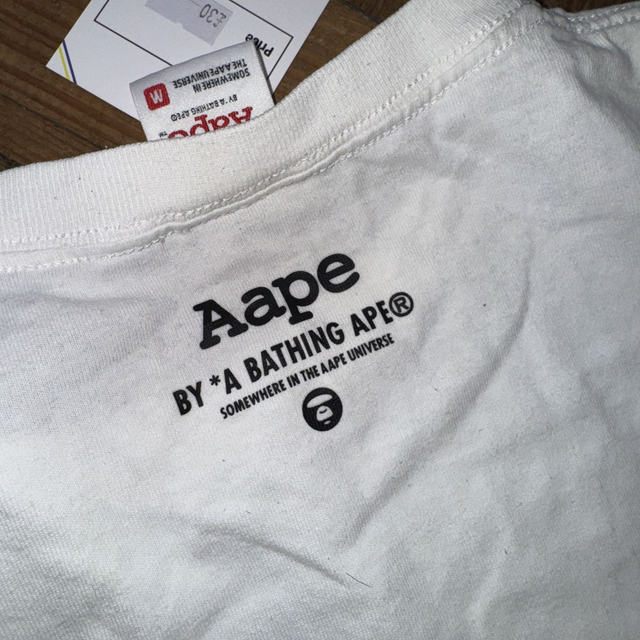 £30
Price
Aape
BY *A BATHING APE®
SOMEWHERE IN
THE AAPE UNIVERSE
M
Aape
BY *A BATHING APE®
SOMEWHERE IN THE AAPE UNIVERSE